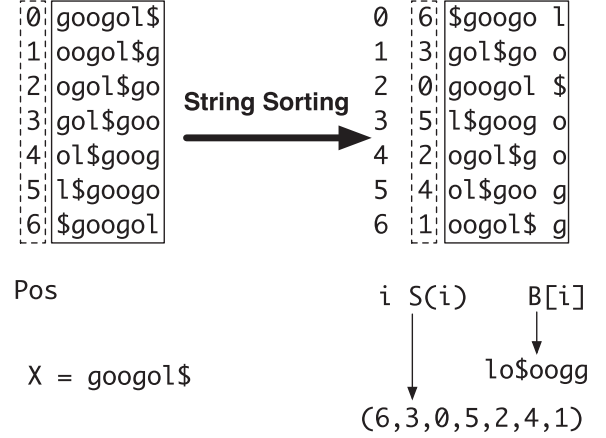 0 googol$ 0 6 $googo l
1 oogol$g 1 3 gol$go o
2 ogol$go 2 0 googol $
String Sorting
3 gol$goo 3 5 l$goog o
4 ol$goog 4 2 ogol$g o
5 l$googo 5 4 ol$goo g
6 $googol 6 1 oogol$ g
Pos i S(i) B[i]
X = googol$ lo$oogg
(6,3,0,5,2,4,1)